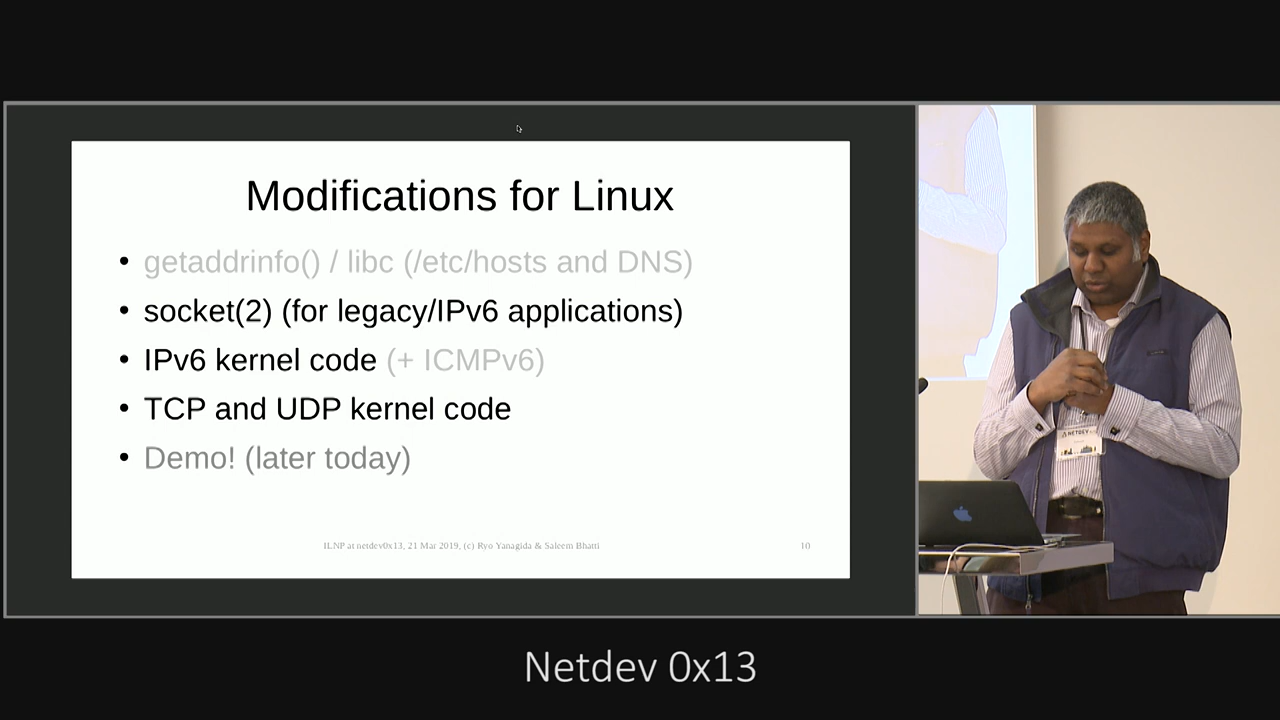 Modifications for Linux
• getaddrinfo() / libc (/etc/hosts and DNS)
• socket(2) (for legacy/IPv6 applications)
• IPv6 kernel code (+ ICMPv6)
• TCP and UDP kernel code
• Demo! (later today)
ILNP at netdev0x13, 21 Mar 2019, (c) Ryo Yanagida & Saleem Bhatti
10
NETDEV
Netdev 0x13